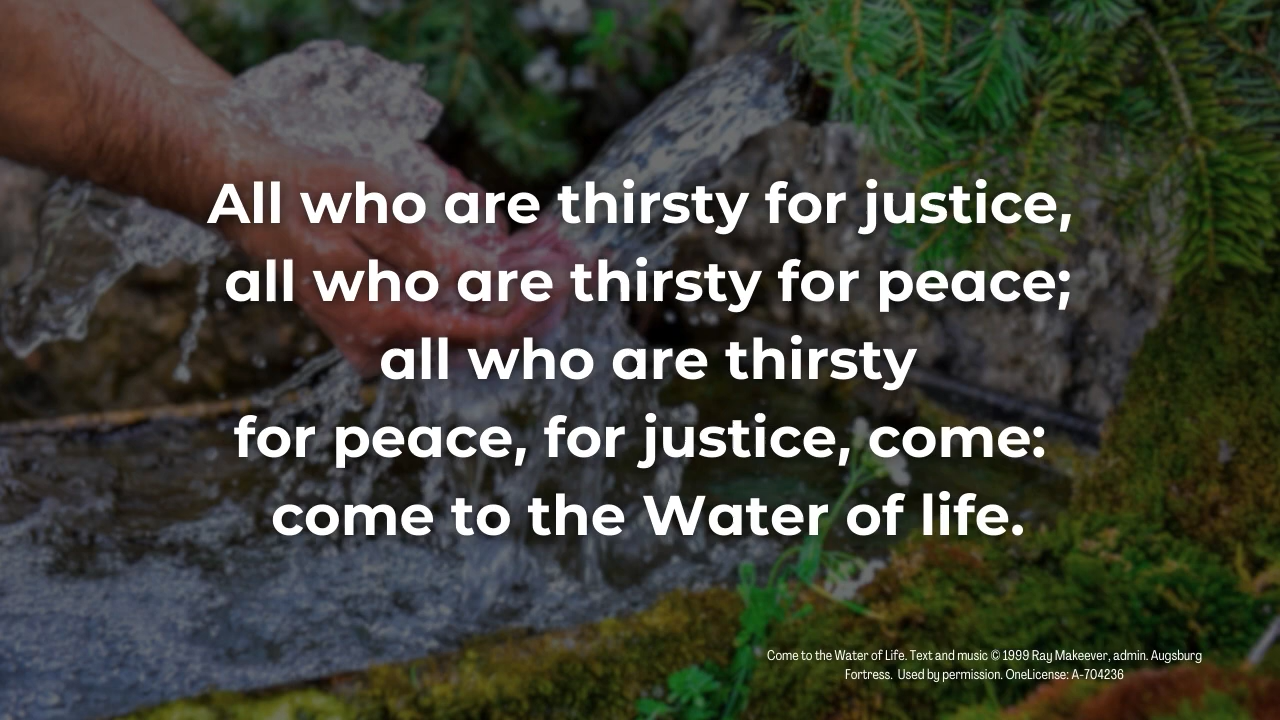 All who are thirsty for justice,
all who are thirsty for peace;
all who are thirsty
for peace, for justice, come:
come to the Water of life.
Come to the Water of Life. Text and music © 1999 Ray Makeever, admin. Augsburg
Fortress. Used by permission. OneLicense: A-704236